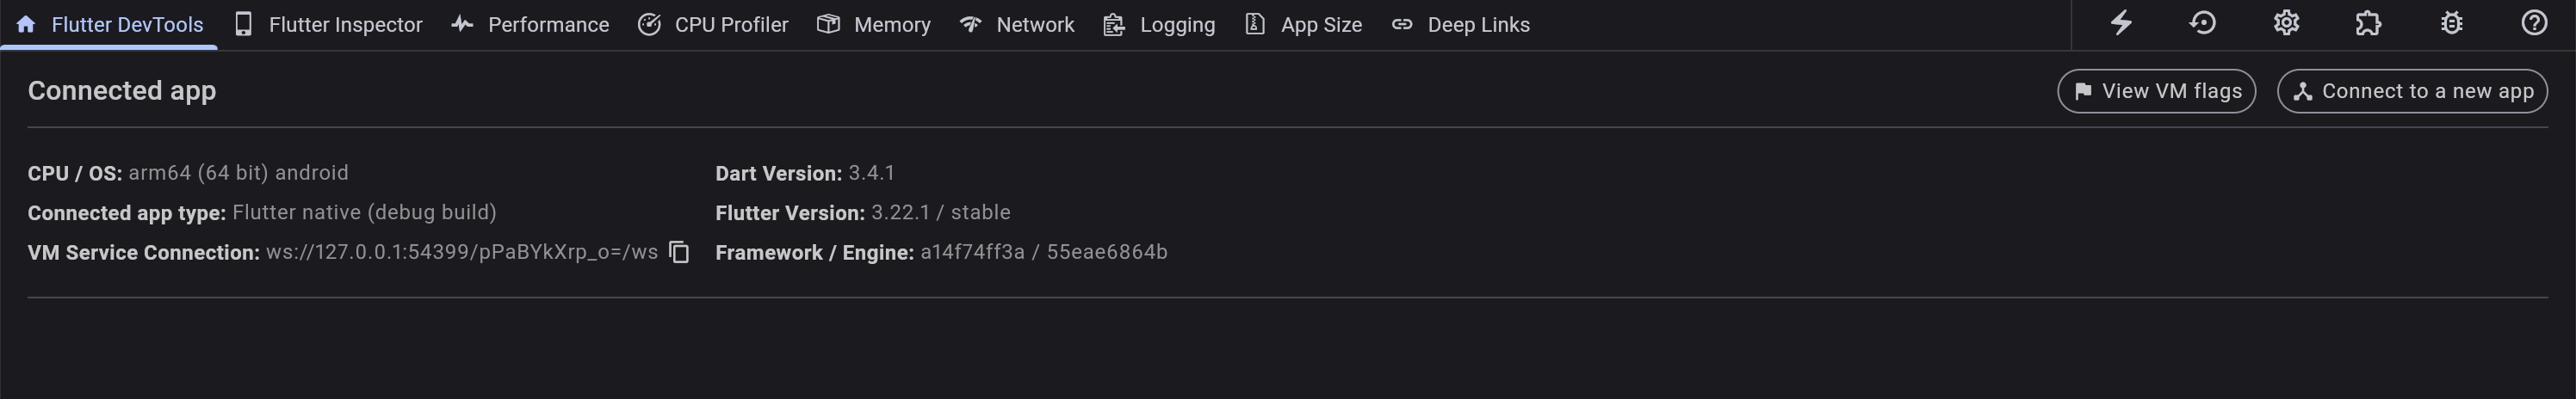 Flutter DevTools Flutter Inspector Performance CPU Profiler Memory Network Logging App Size Deep Links
Connected app View VM flags Connect to a new app
CPU / OS: arm64 (64 bit) android Dart Version: 3.4.1
Connected app type: Flutter native (debug build) Flutter Version: 3.22.1 / stable
VM Service Connection: ws://127.0.0.1:54399/pPaBYkXrp_o=/ws Framework / Engine: a14f74ff3a / 55eae6864b